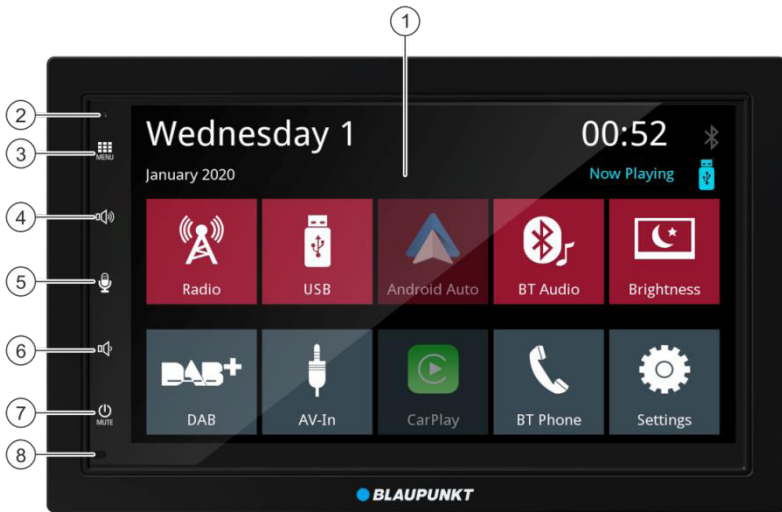 1
2
Wednesday 1
00:52
3
MENU
January 2020
Now Playing
4
5
Radio
USB
Android Auto
BT Audio
Brightness
6
DAB+
7
MUTE
DAB
AV-In
CarPlay
BT Phone
Settings
8
BLAUPUNKT